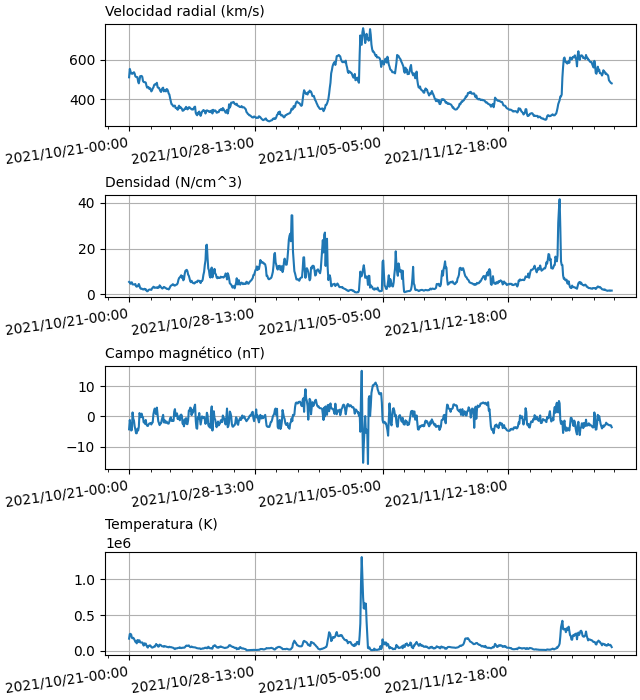 Velocidad radial (km/s)
600
400
2021/10/21-00:00 2021/10/28-13:00 2021/11/05-05:00 2021/11/12-18:00
Densidad (N/cm^3)
40
20
0
2021/10/21-00:00 2021/10/28-13:00 2021/11/05-05:00 2021/11/12-18:00
Campo magnético (nT)
10
0
−10
2021/10/21-00:00 2021/10/28-13:00 2021/11/05-05:00 2021/11/12-18:00
Temperatura (K)
1e6
1.0
0.5
0.0
2021/10/21-00:00 2021/10/28-13:00 2021/11/05-05:00 2021/11/12-18:00